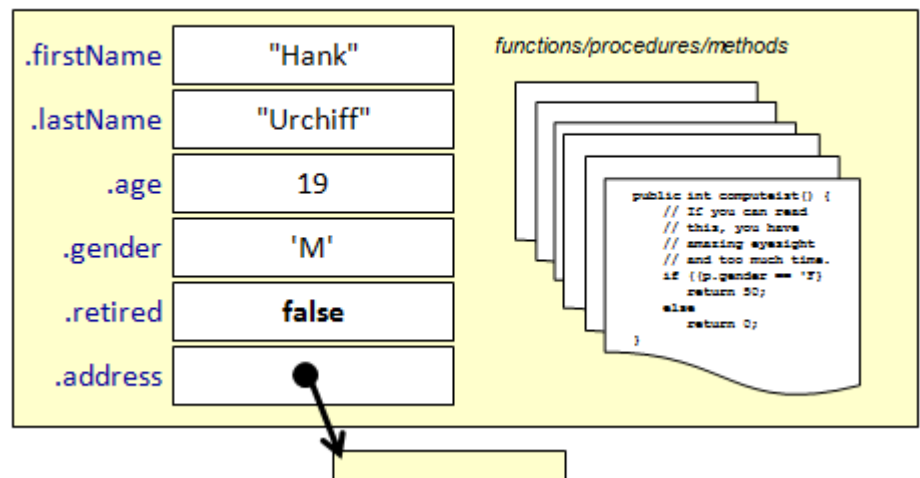 .firstName "Hank"
.lastName "Urchiff"
.age 19
.gender 'M'
.retired false
.address
functions/procedures/methods
public int computeist() {
// If you can read
// this, you have
// amazing eyesight
// and too much time.
if ((p.gender == 'F)
return 50;
else
return 0;
}